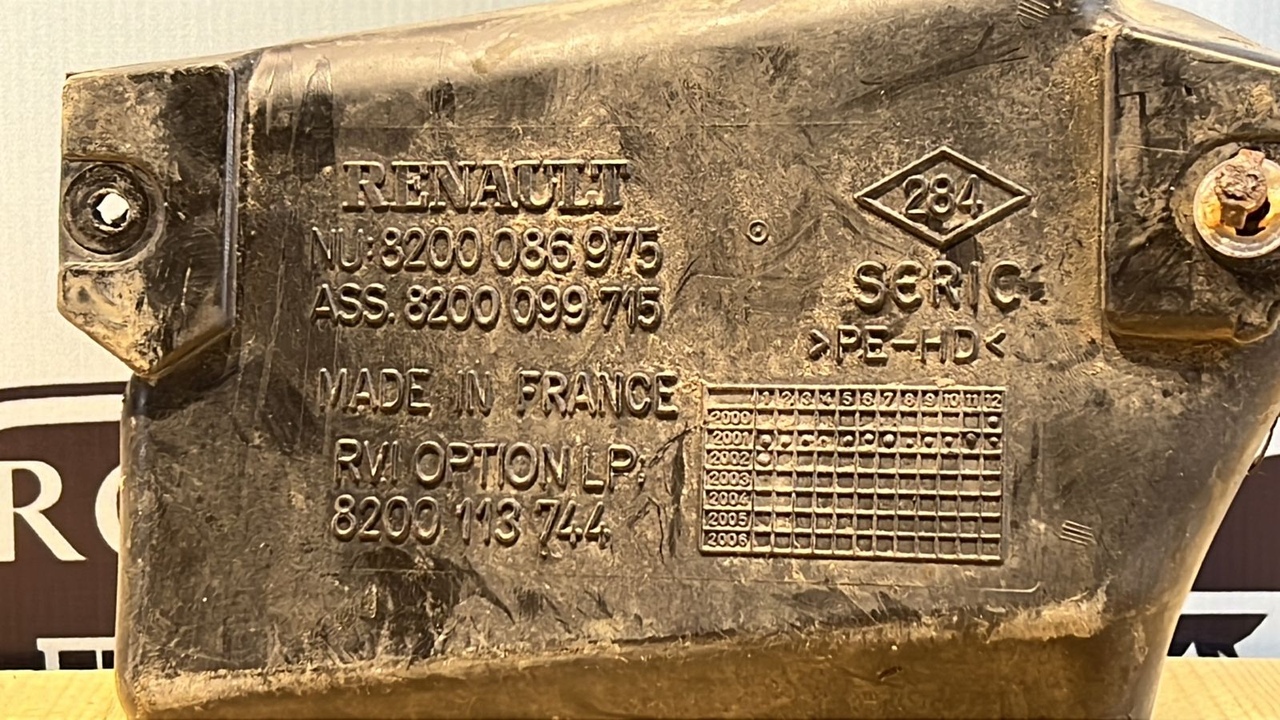 RENAULT
NU: 8200 086 975
ASS. 8200 099 715
MADE IN FRANCE
RVI OPTION LP:
8200 113 744
284
SERIC
>PE-HD<
1 2 3 4 5 6 7 8 9 10 11 12
2000
2001
2002
2003
2004
2005
2006